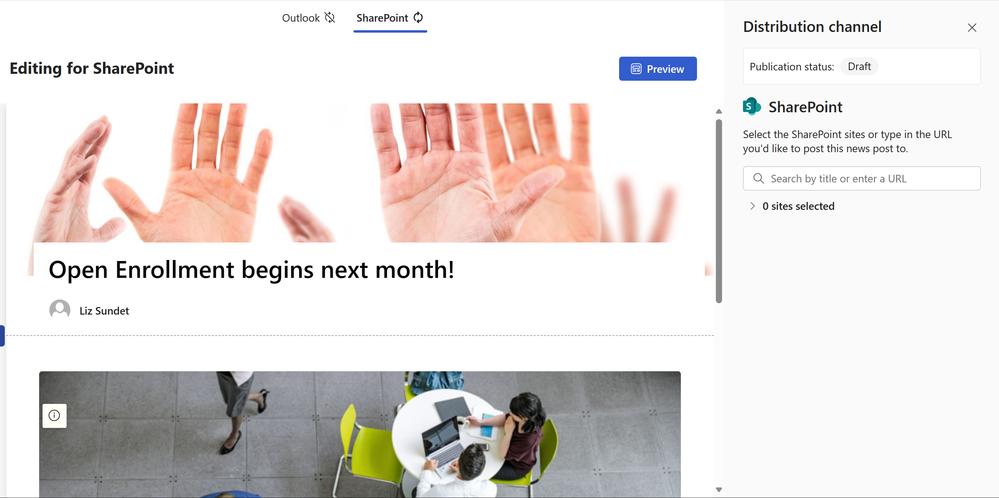 Outlook
SharePoint
Editing for SharePoint
Preview
Open Enrollment begins next month!
Liz Sundet
Distribution channel
Publication status: Draft
S SharePoint
Select the SharePoint sites or type in the URL
you'd like to post this news post to.
Search by title or enter a URL
0 sites selected